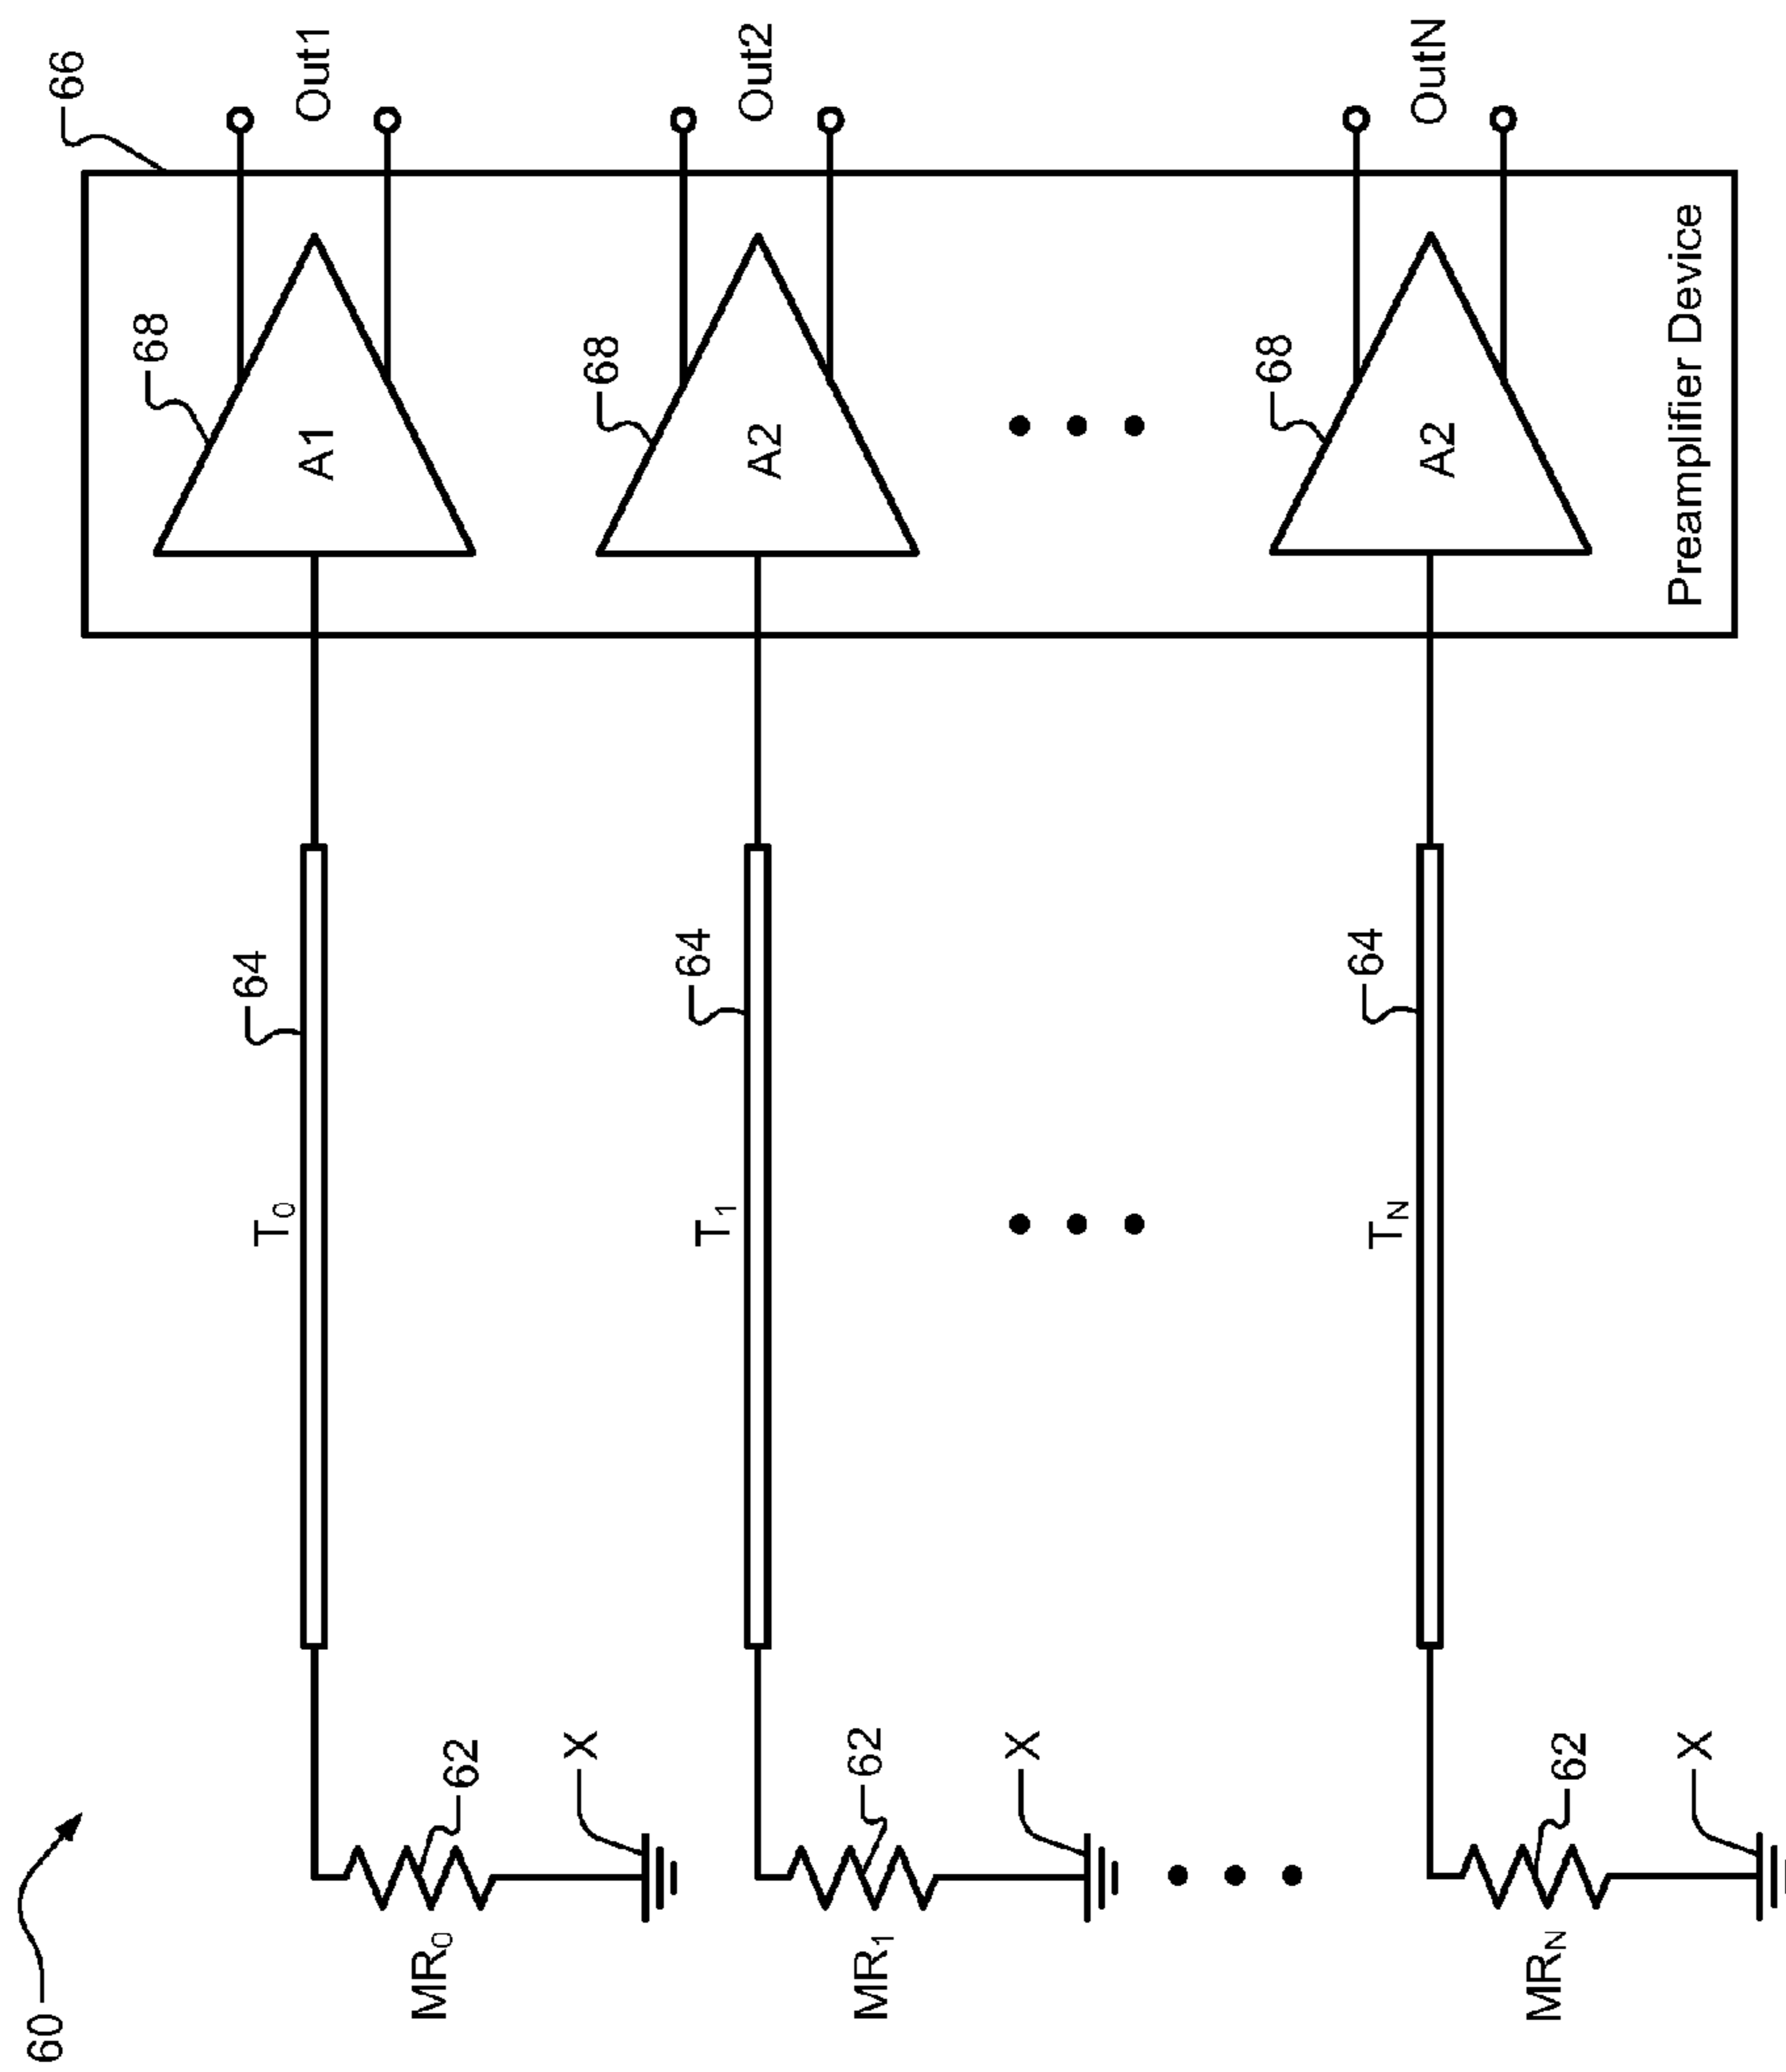 60
66
68
Out1
A1
64
T0
MR0
62
X
68
Out2
A2
64
T1
MR1
62
X
68
OutN
A2
64
TN
MRN
62
X
Preamplifier Device